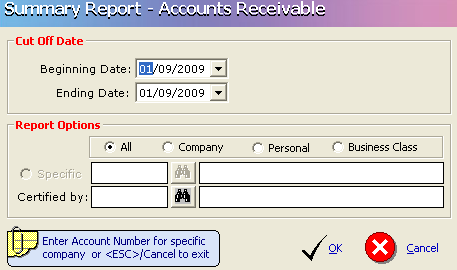 Summary Report - Accounts Receivable
Cut Off Date
Beginning Date: 01/09/2009
Ending Date: 01/09/2009
Report Options
All Company Personal Business Class
Specific
Certified by:
Enter Account Number for specific
company or <ESC>/Cancel to exit
OK Cancel